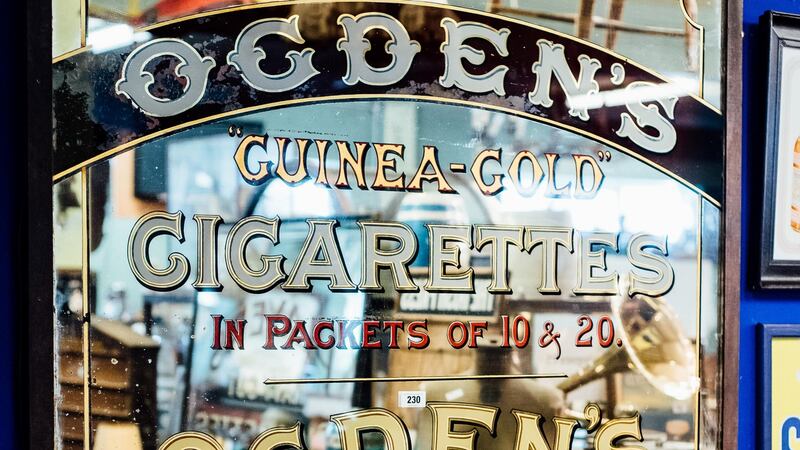 OGDEN'S
"GUINEA-GOLD"
CIGARETTES
IN PACKETS OF 10 & 20.
230
OGDEN'S